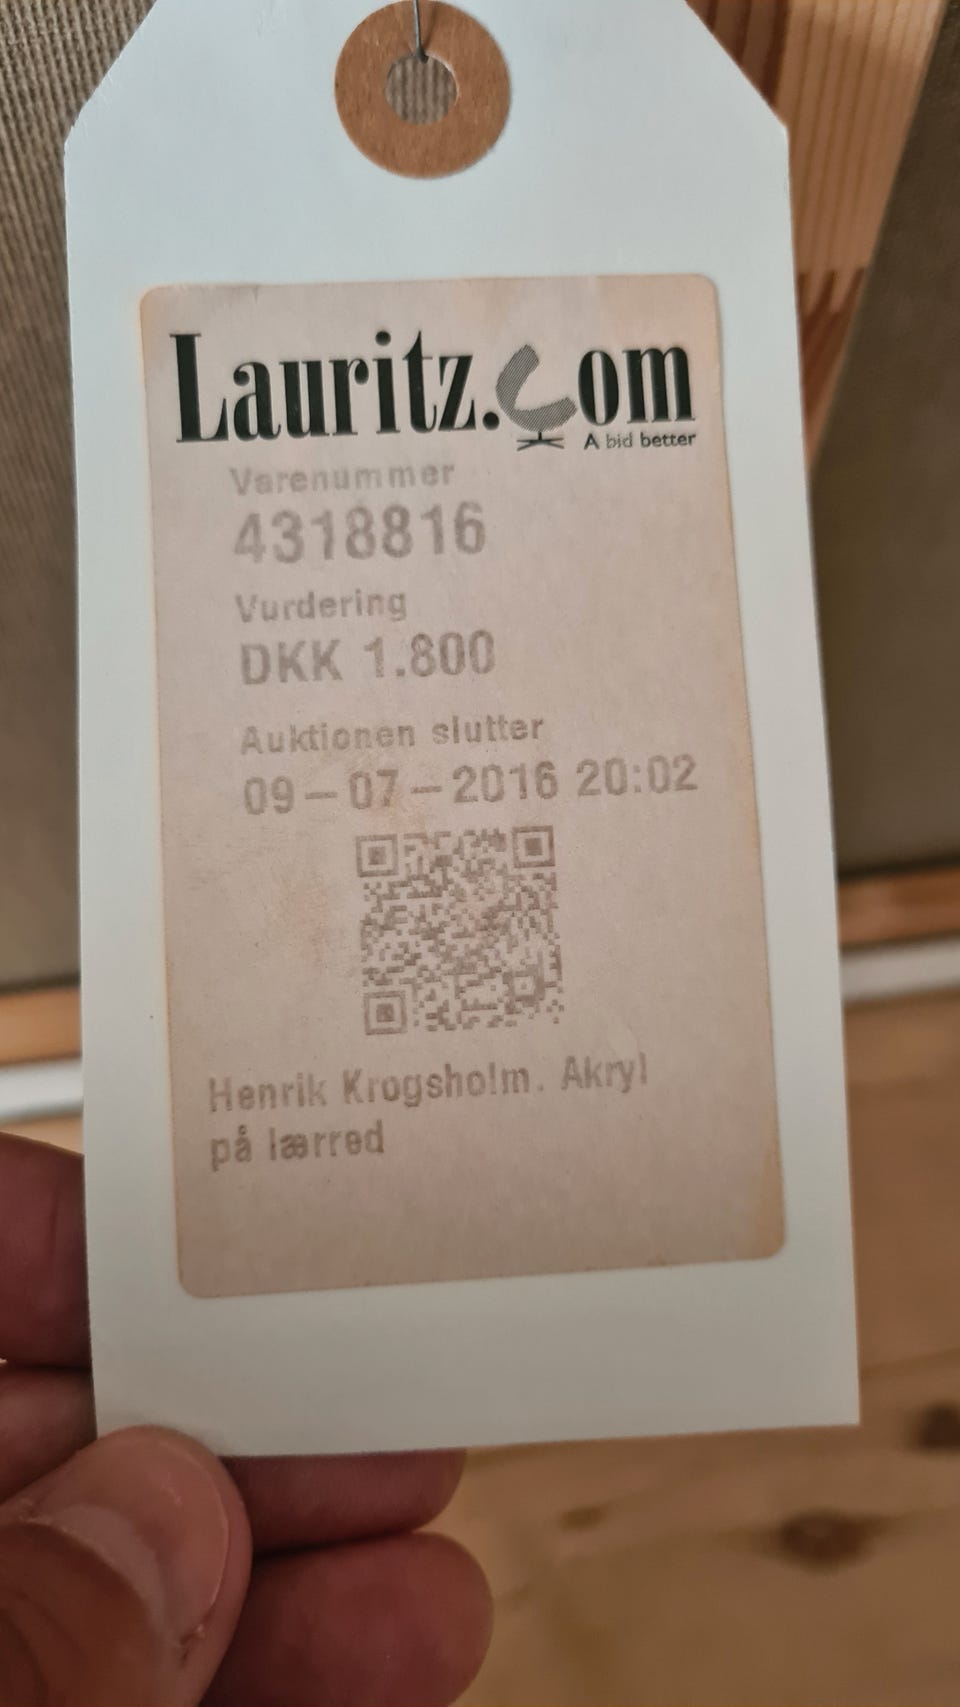 Lauritz.Com
A bid better
Varenummer
4318816
Vurdering
DKK 1.800
Auktionen slutter
09-07-2016 20:02
Henrik Krogsholm. Akryl
på lærred